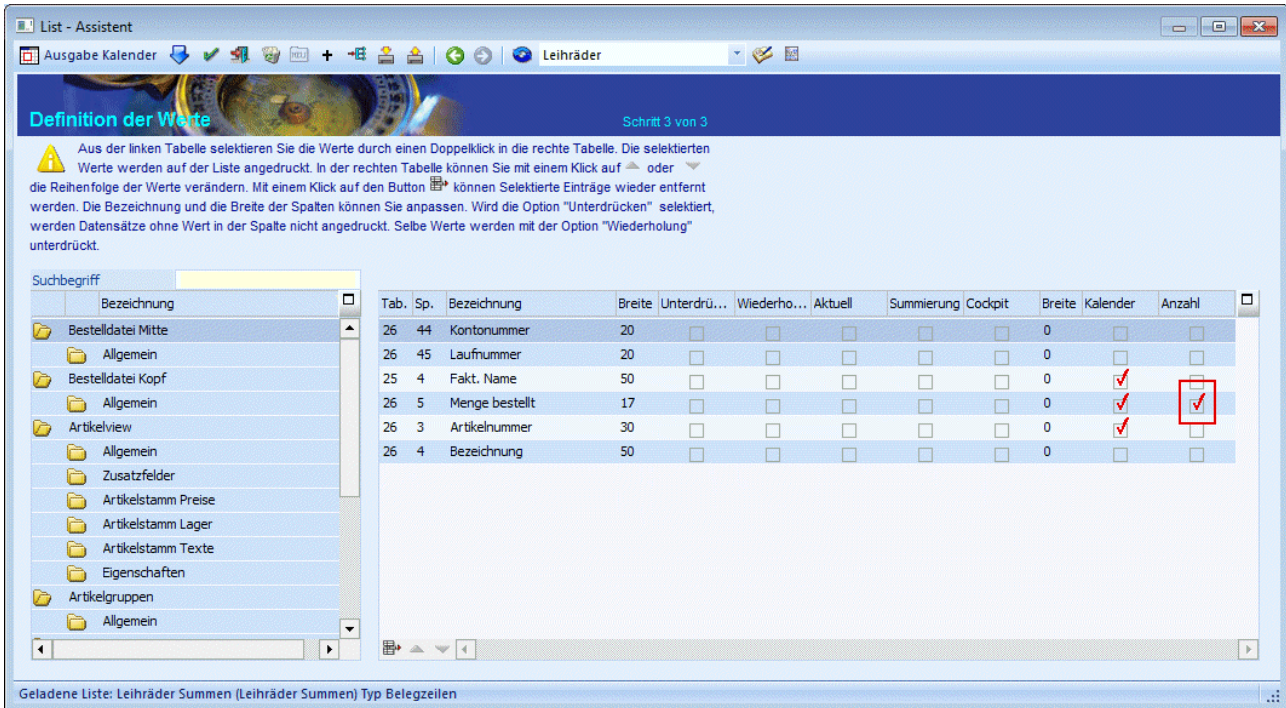 List - Assistent
Ausgabe Kalender Leihräder
Definition der Werte
Schritt 3 von 3
Aus der linken Tabelle selektieren Sie die Werte durch einen Doppelklick in die rechte Tabelle. Die selektierten
Werte werden auf der Liste angedruckt. In der rechten Tabelle können Sie mit einem Klick auf oder
die Reihenfolge der Werte verändern. Mit einem Klick auf den Button können Selektierte Einträge wieder entfernt
werden. Die Bezeichnung und die Breite der Spalten können Sie anpassen. Wird die Option "Unterdrücken" selektiert,
werden Datensätze ohne Wert in der Spalte nicht angedruckt. Selbe Werte werden mit der Option "Wiederholung"
unterdrückt.
Suchbegriff
Bezeichnung
Bestelldatei Mitte
Allgemein
Bestelldatei Kopf
Allgemein
Artikelview
Allgemein
Zusatzfelder
Artikelstamm Preise
Artikelstamm Lager
Artikelstamm Texte
Eigenschaften
Artikelgruppen
Allgemein
Tab. Sp. Bezeichnung Breite Unterdrü... Wiederho... Aktuell Summierung Cockpit Breite Kalender Anzahl
26 44 Kontonummer 20 0
26 45 Laufnummer 20 0
25 4 Fakt. Name 50 0
26 5 Menge bestellt 17 0
26 3 Artikelnummer 30 0
26 4 Bezeichnung 50 0
Geladene Liste: Leihräder Summen (Leihräder Summen) Typ Belegzeilen